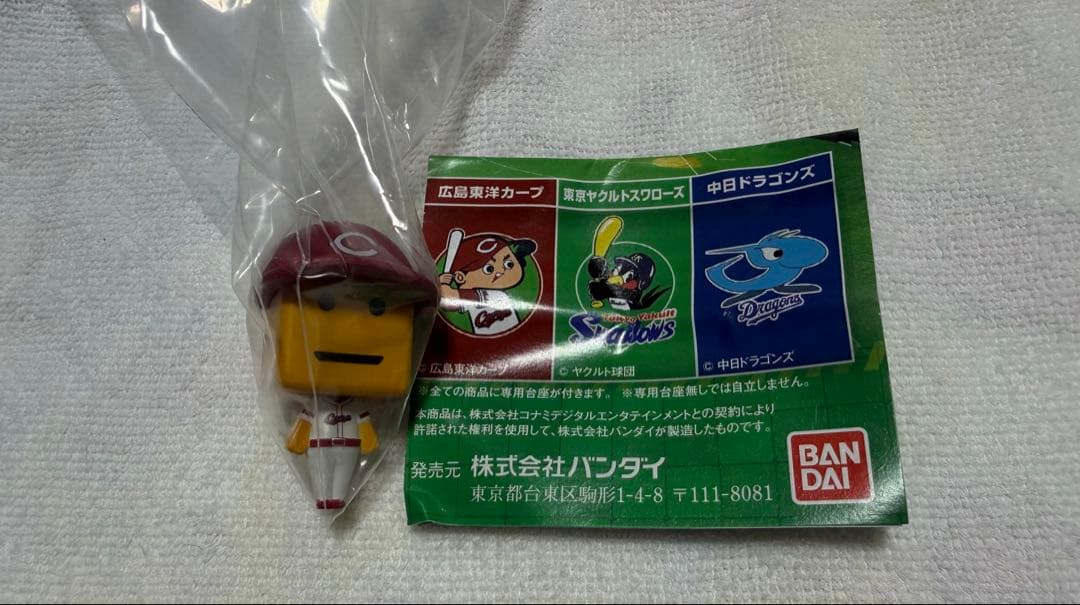 C
Carp
広島東洋カープ
東京ヤクルトスワローズ
中日ドラゴンズ
C
Carp
Tokyo Yakult
Swallows
Dragons
© 広島東洋カープ
© ヤクルト球団
© 中日ドラゴンズ
※全ての商品に専用台座が付きます。 ※専用台座無しでは自立しません。
本商品は、株式会社コナミデジタルエンタテインメントとの契約により
許諾された権利を使用して、株式会社バンダイが製造したものです。
発売元 株式会社バンダイ
東京都台東区駒形1-4-8 〒111-8081
BAN
DAI